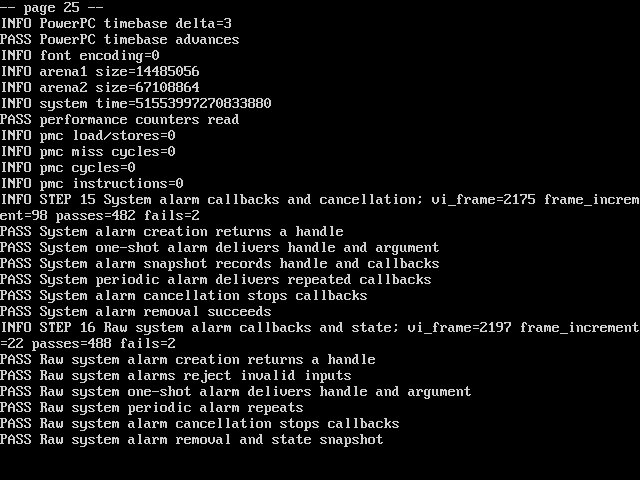 -- page 25 --
INFO PowerPC timebase delta=3
PASS PowerPC timebase advances
INFO font encoding=0
INFO arena1 size=14485056
INFO arena2 size=67108864
INFO system time=51553997270833880
PASS performance counters read
INFO pmc load/stores=0
INFO pmc miss cycles=0
INFO pmc cycles=0
INFO pmc instructions=0
INFO STEP 15 System alarm callbacks and cancellation; vi_frame=2175 frame_increm
ent=98 passes=482 fails=2
PASS System alarm creation returns a handle
PASS System one-shot alarm delivers handle and argument
PASS System alarm snapshot records handle and callbacks
PASS System periodic alarm delivers repeated callbacks
PASS System alarm cancellation stops callbacks
PASS System alarm removal succeeds
INFO STEP 16 Raw system alarm callbacks and state; vi_frame=2197 frame_increment
=22 passes=488 fails=2
PASS Raw system alarm creation returns a handle
PASS Raw system alarms reject invalid inputs
PASS Raw system one-shot alarm delivers handle and argument
PASS Raw system periodic alarm repeats
PASS Raw system alarm cancellation stops callbacks
PASS Raw system alarm removal and state snapshot